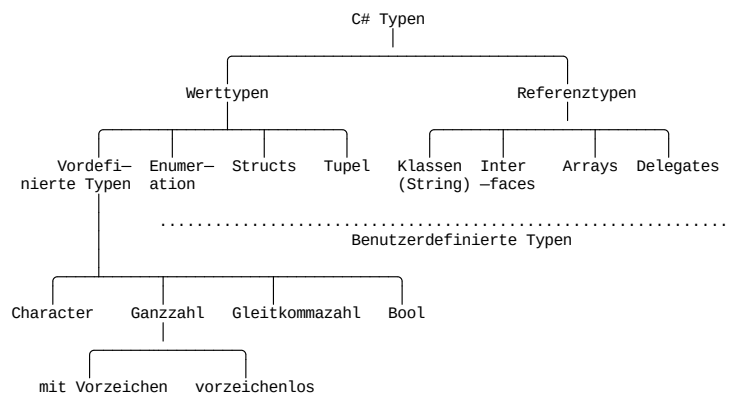 C# Typen
Werttypen Referenztypen
Vordefi– Enumer– Structs Tupel Klassen Inter Arrays Delegates
nierte Typen ation (String) –faces
Benutzerdefinierte Typen
Character Ganzzahl Gleitkommazahl Bool
mit Vorzeichen vorzeichenlos